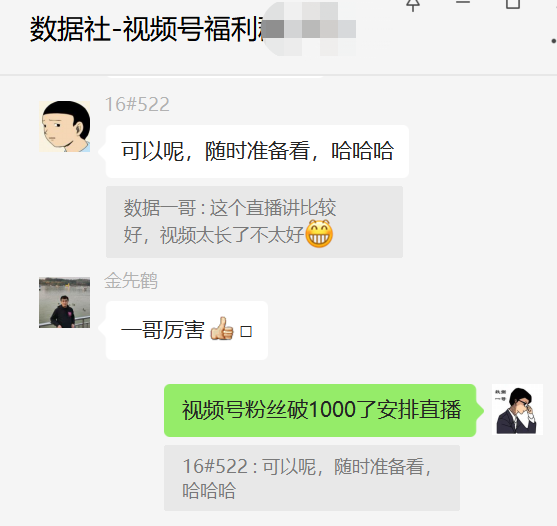 数据社-视频号福利
16#522
可以呢，随时准备看，哈哈哈
数据一哥 : 这个直播讲比较
好，视频太长了不太好
金先鹤
一哥厉害
视频号粉丝破1000了安排直播
数据
一哥
16#522 : 可以呢，随时准备看，
哈哈哈